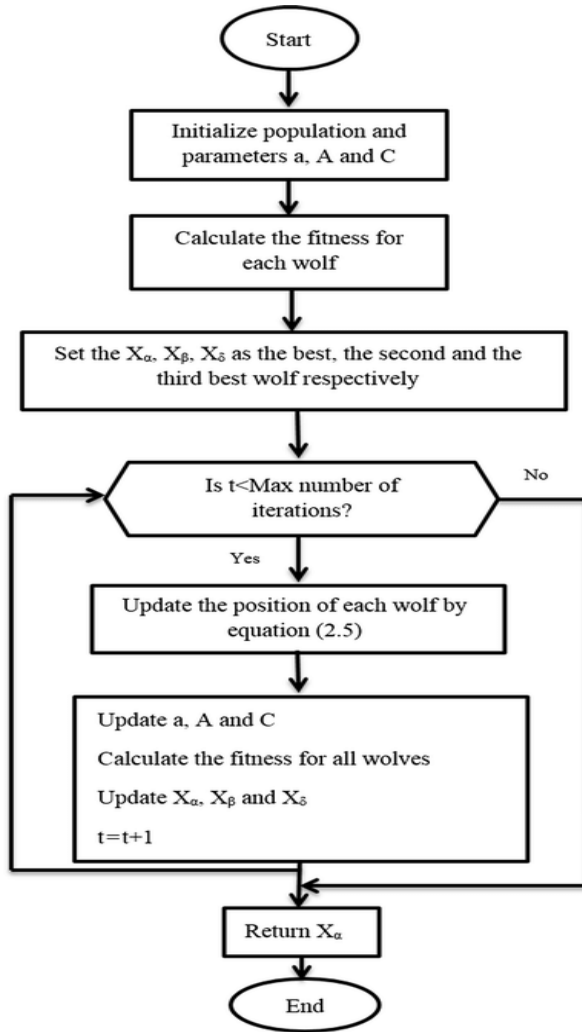 Start
Initialize population and
parameters a, A and C
Calculate the fitness for
each wolf
Set the Xα, Xβ, Xδ as the best, the second and the
third best wolf respectively
Is t<Max number of
iterations?
No
Yes
Update the position of each wolf by
equation (2.5)
Update a, A and C
Calculate the fitness for all wolves
Update Xα, Xβ and Xδ
t=t+1
Return Xα
End